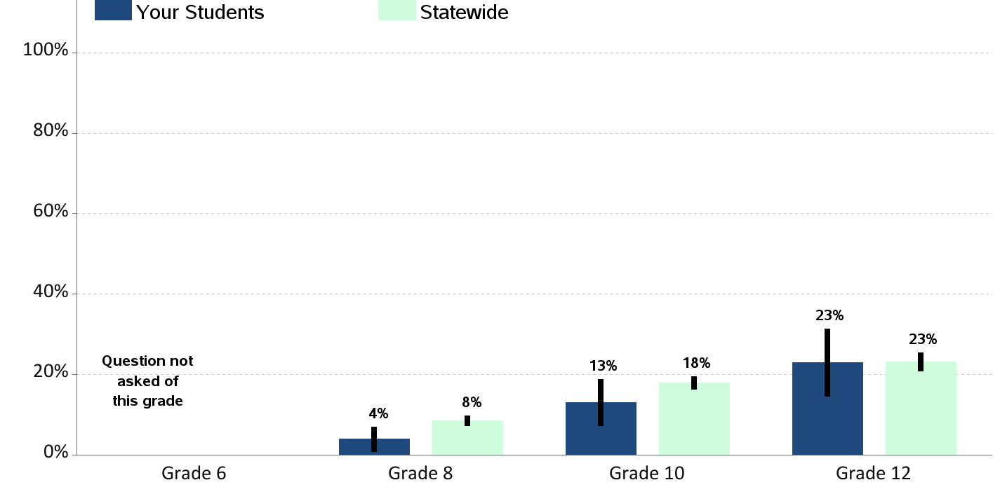 Your Students
Statewide
100%
80%
60%
40%
20%
0%
Question not
asked of
this grade
4%
8%
13%
18%
23%
23%
Grade 6
Grade 8
Grade 10
Grade 12